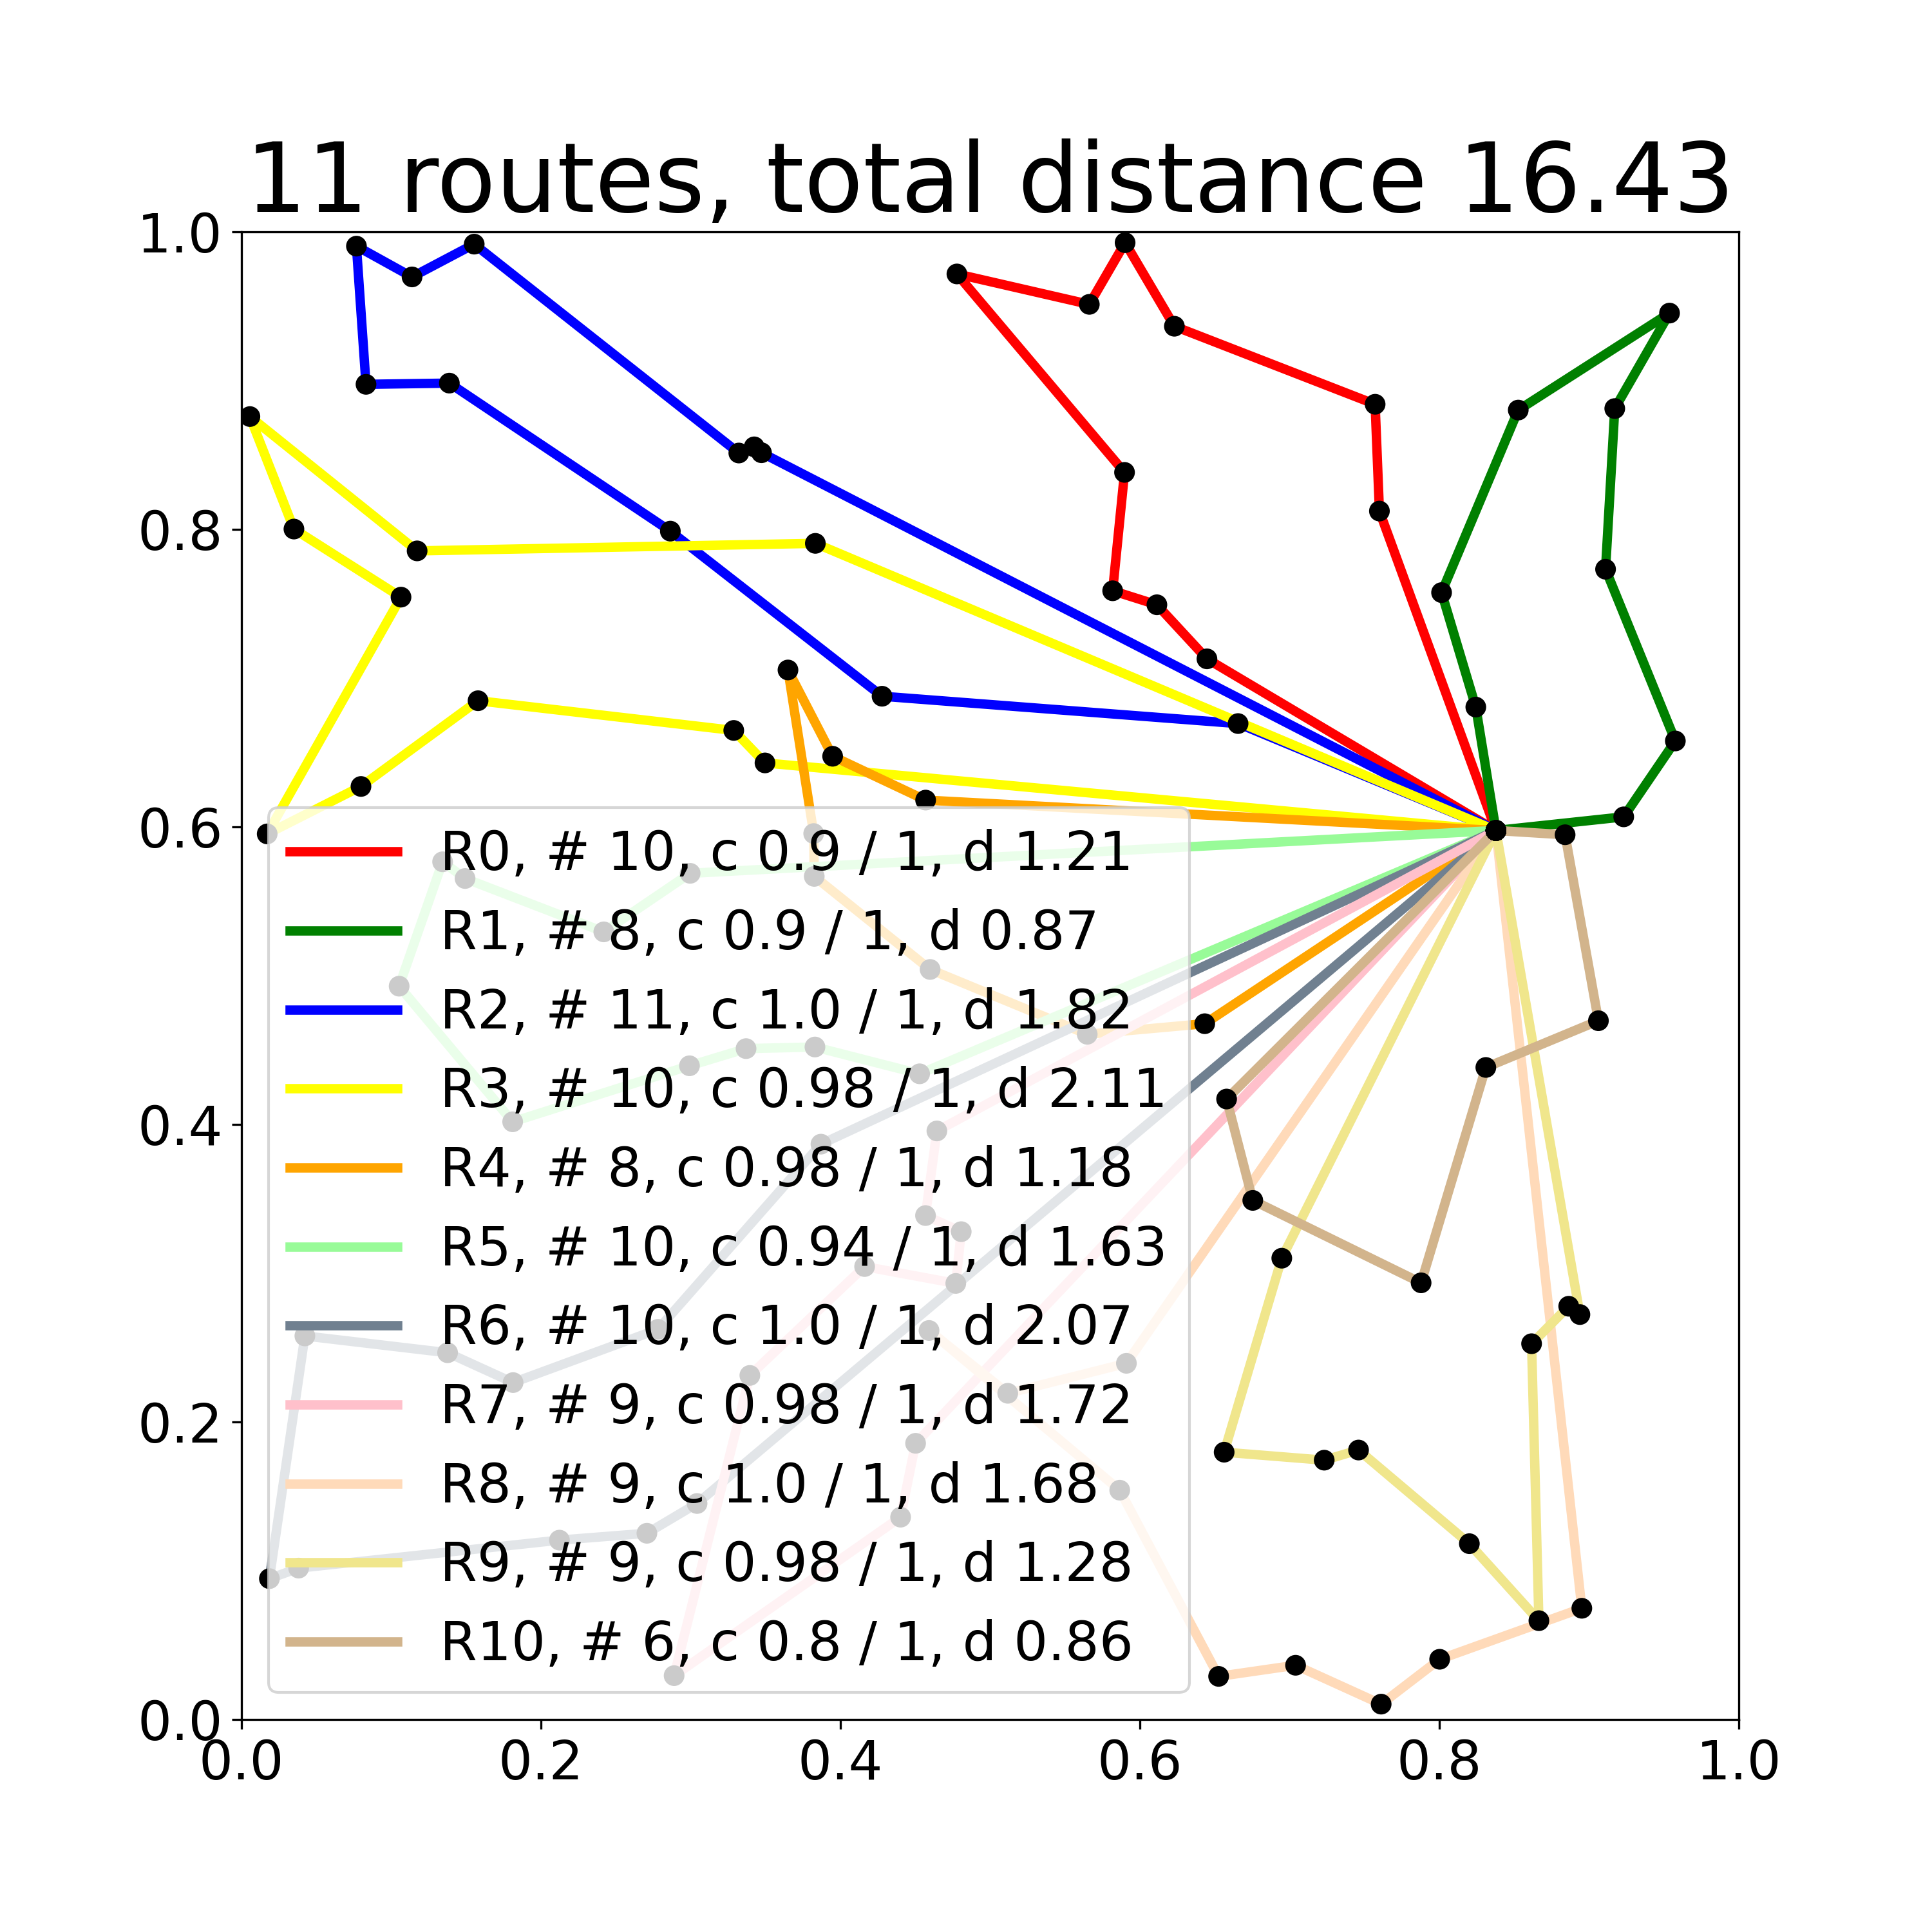 11 routes, total distance 16.43
1.0
0.8
0.6
0.4
0.2
0.0
R0, # 10, c 0.9 / 1, d 1.21
R1, # 8, c 0.9 / 1, d 0.87
R2, # 11, c 1.0 / 1, d 1.82
R3, # 10, c 0.98 / 1, d 2.11
R4, # 8, c 0.98 / 1, d 1.18
R5, # 10, c 0.94 / 1, d 1.63
R6, # 10, c 1.0 / 1, d 2.07
R7, # 9, c 0.98 / 1, d 1.72
R8, # 9, c 1.0 / 1, d 1.68
R9, # 9, c 0.98 / 1, d 1.28
R10, # 6, c 0.8 / 1, d 0.86
0.0 0.2 0.4 0.6 0.8 1.0